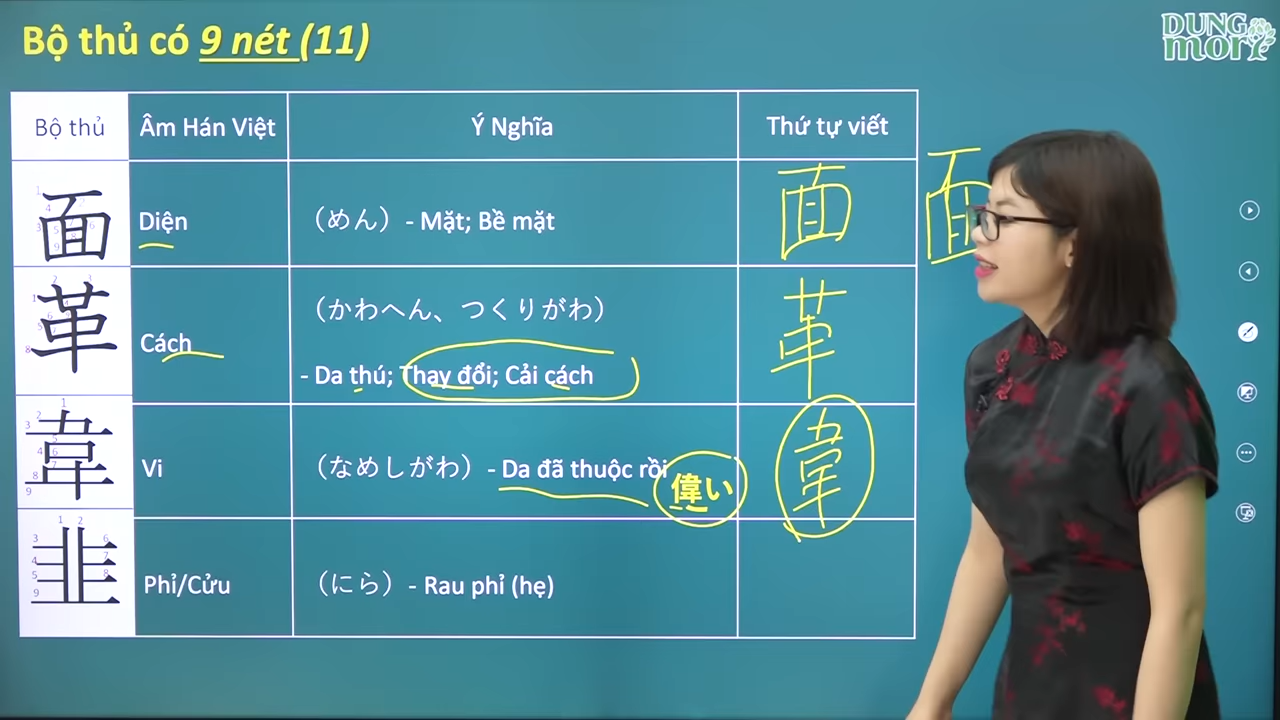 Bộ thủ có 9 nét (11)
DUNG
mori
Bộ thủ Âm Hán Việt Ý Nghĩa Thứ tự viết
面 Diện （めん）- Mặt; Bề mặt 面 面
革 Cách （かわへん、つくりがわ） 革
- Da thú; Thay đổi; Cải cách
韋 Vi （なめしがわ）- Da đã thuộc rồi 韋
偉い
韭 Phỉ/Cửu （にら）- Rau phỉ (hẹ)